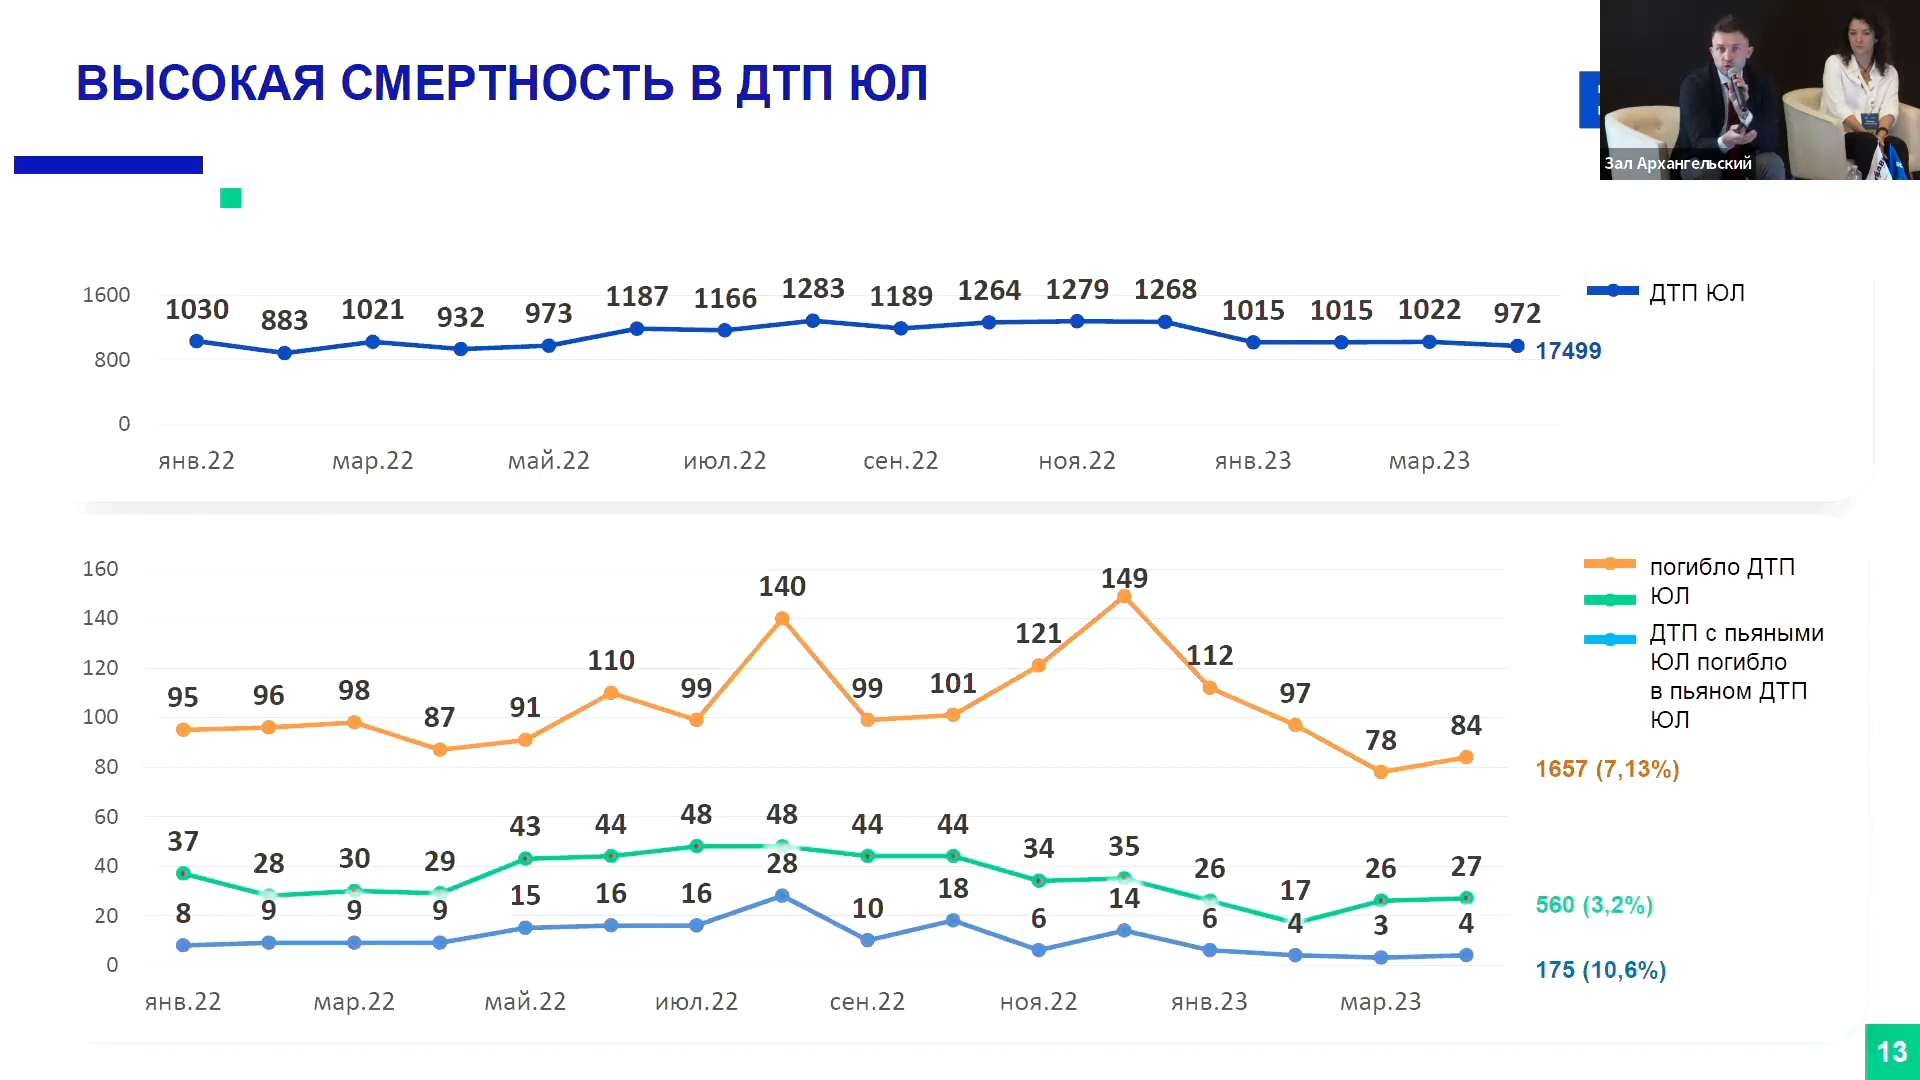 ВЫСОКАЯ СМЕРТНОСТЬ В ДТП ЮЛ
Зал Архангельский
1600
800
0
1030 883 1021 932 973 1187 1166 1283 1189 1264 1279 1268 1015 1015 1022 972
17499
янв.22 мар.22 май.22 июл.22 сен.22 ноя.22 янв.23 мар.23
ДТП ЮЛ
160
140
120
100
80
60
40
20
0
95 96 98 87 91 110 99 140 99 101 121 149 112 97 78 84
37 28 30 29 43 44 48 48 44 44 34 35 26 17 26 27
8 9 9 9 15 16 16 28 10 18 6 14 6 4 3 4
янв.22 мар.22 май.22 июл.22 сен.22 ноя.22 янв.23 мар.23
погибло ДТП
ЮЛ
ДТП с пьяными
ЮЛ погибло
в пьяном ДТП
ЮЛ
1657 (7,13%)
560 (3,2%)
175 (10,6%)
13